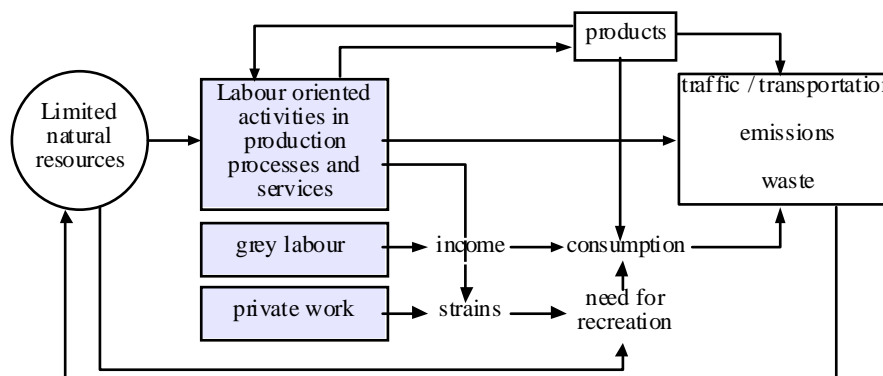 products
Limited
natural
resources
Labour oriented
activities in
production
processes and
services
traffic / transportation
emissions
waste
grey labour
income
consumption
private work
strains
need for
recreation